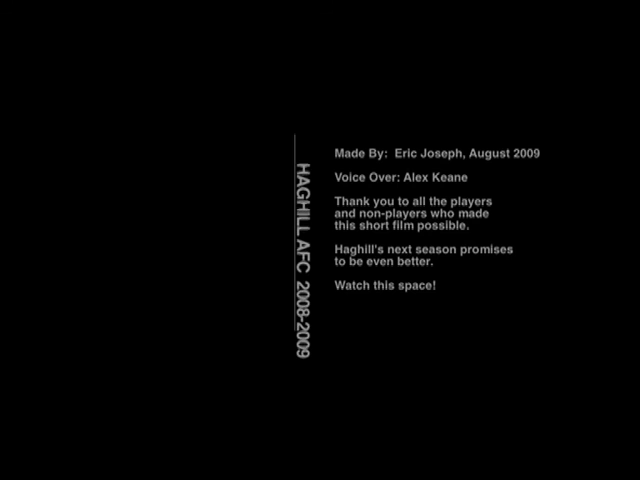 HAGHILL AFC 2008-2009
Made By: Eric Joseph, August 2009
Voice Over: Alex Keane
Thank you to all the players
and non-players who made
this short film possible.
Haghill's next season promises
to be even better.
Watch this space!